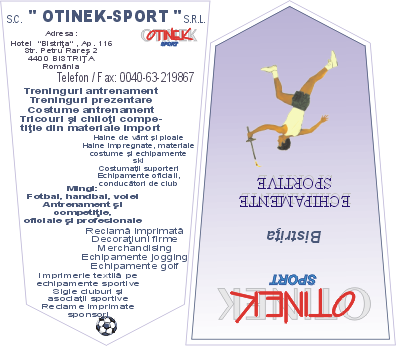 S.C. " OTINEK-SPORT " S.R.L.
Adresa:
Hotel "Bistrița", Ap. 116
Str. Petru Rareș 2
4400 BISTRIȚA
România
OTINEK
SPORT
Telefon / Fax: 0040-63-219867
Treninguri antrenament
Treninguri prezentare
Costume antrenament
Tricouri și chiloți compe-
tiție din materiale import
Haine de vânt și ploaie
Haine impregnate, materiale
costume și echipamente
ski
Costumații suporteri
Echipamente oficiali,
conducători de club
Mingi:
Fotbal, handbal, volei
Antrenament și
competiție,
oficiale și profesionale
Reclamă imprimată
Decorațiuni firme
Merchandising
Echipamente jogging
Echipamente golf
Imprimerie textilă pe
echipamente sportive
Sigle cluburi și
asociații sportive
Reclame imprimate
sponsori
ECHIPAMENTE
SPORTIVE
Bistrița
OTINEK
SPORT